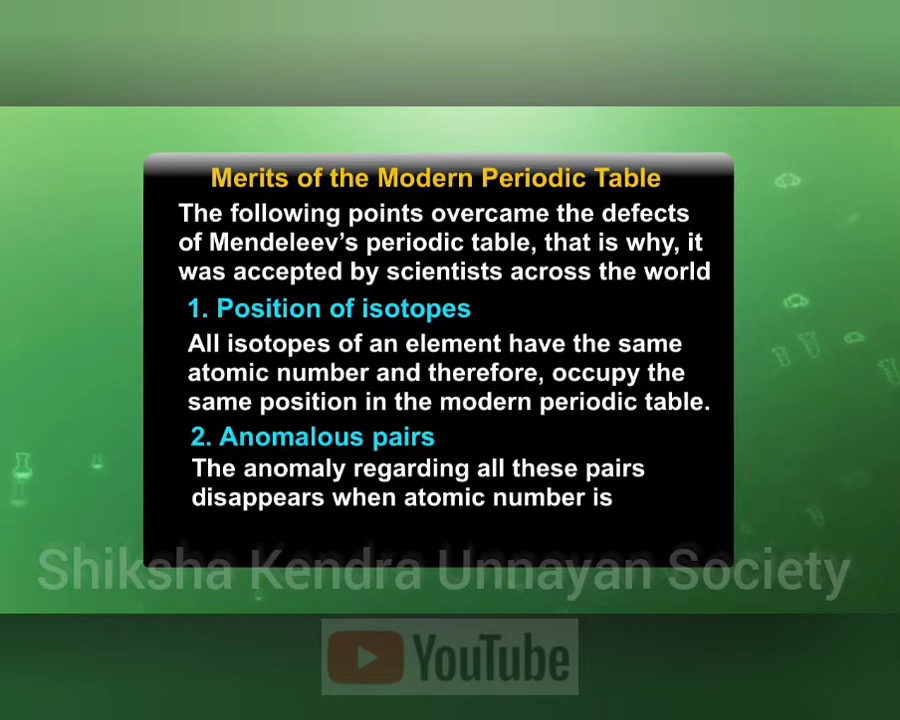 Merits of the Modern Periodic Table
The following points overcame the defects
of Mendeleev's periodic table, that is why, it
was accepted by scientists across the world
1. Position of isotopes
All isotopes of an element have the same
atomic number and therefore, occupy the
same position in the modern periodic table.
2. Anomalous pairs
The anomaly regarding all these pairs
disappears when atomic number is
Shiksha Kendra Unnayan Society
YouTube